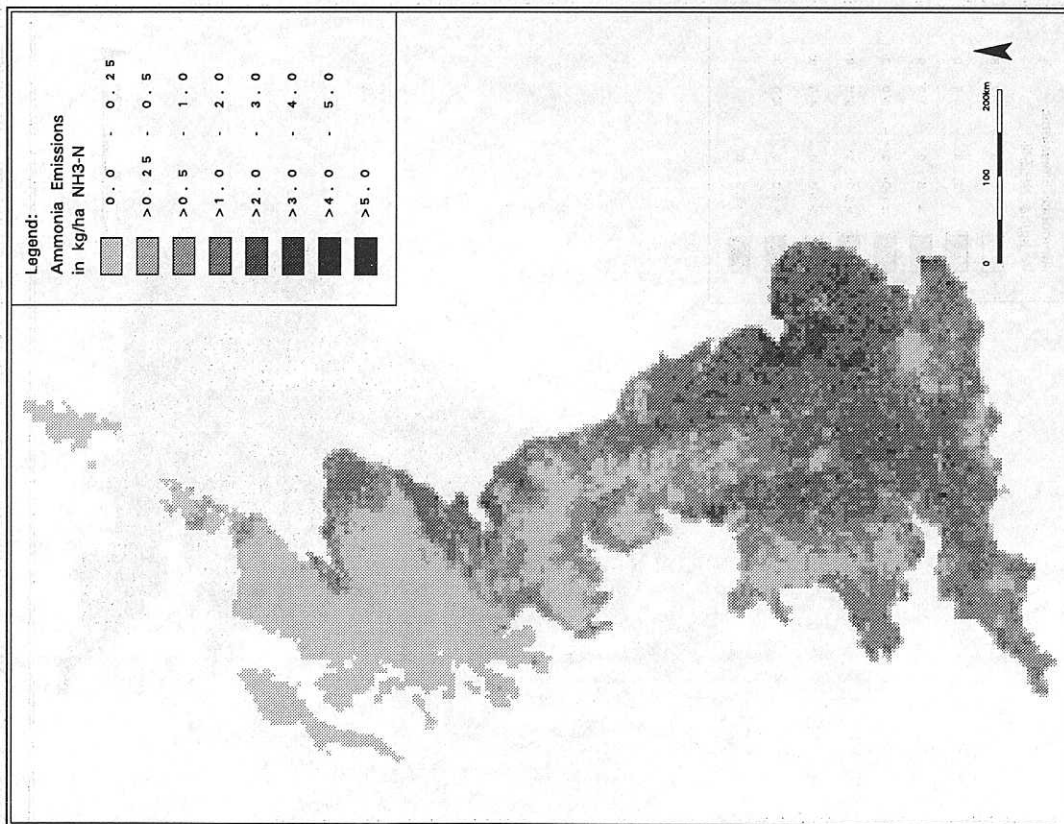 Legend:
Ammonia Emissions
in kg/ha NH3-N
0.0 - 0.25
>0.25 - 0.5
>0.5 - 1.0
>1.0 - 2.0
>2.0 - 3.0
>3.0 - 4.0
>4.0 - 5.0
>5.0
0 100 200km